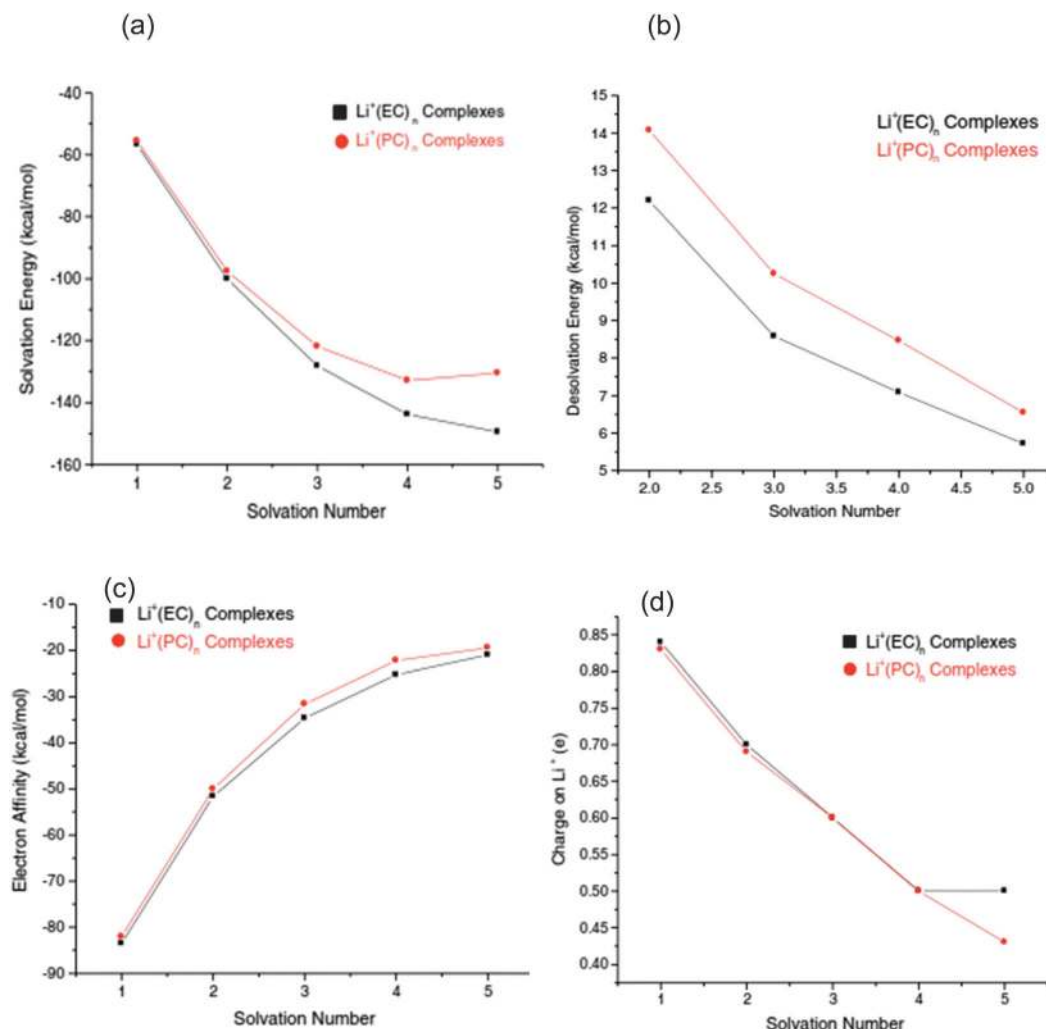 (a)
-40
-60
-80
-100
-120
-140
-160
Solvation Energy (kcal/mol)
Li⁺(EC)ₙ Complexes
Li⁺(PC)ₙ Complexes
1 2 3 4 5
Solvation Number
(b)
15
14
13
12
11
10
9
8
7
6
5
Desolvation Energy (kcal/mol)
Li⁺(EC)ₙ Complexes
Li⁺(PC)ₙ Complexes
2.0 2.5 3.0 3.5 4.0 4.5 5.0
Solvation Number
(c)
-10
-20
-30
-40
-50
-60
-70
-80
-90
Electron Affinity (kcal/mol)
Li⁺(EC)ₙ Complexes
Li⁺(PC)ₙ Complexes
1 2 3 4 5
Solvation Number
(d)
0.85
0.80
0.75
0.70
0.65
0.60
0.55
0.50
0.45
0.40
Charge on Li⁺ (e)
Li⁺(EC)ₙ Complexes
Li⁺(PC)ₙ Complexes
1 2 3 4 5
Solvation Number